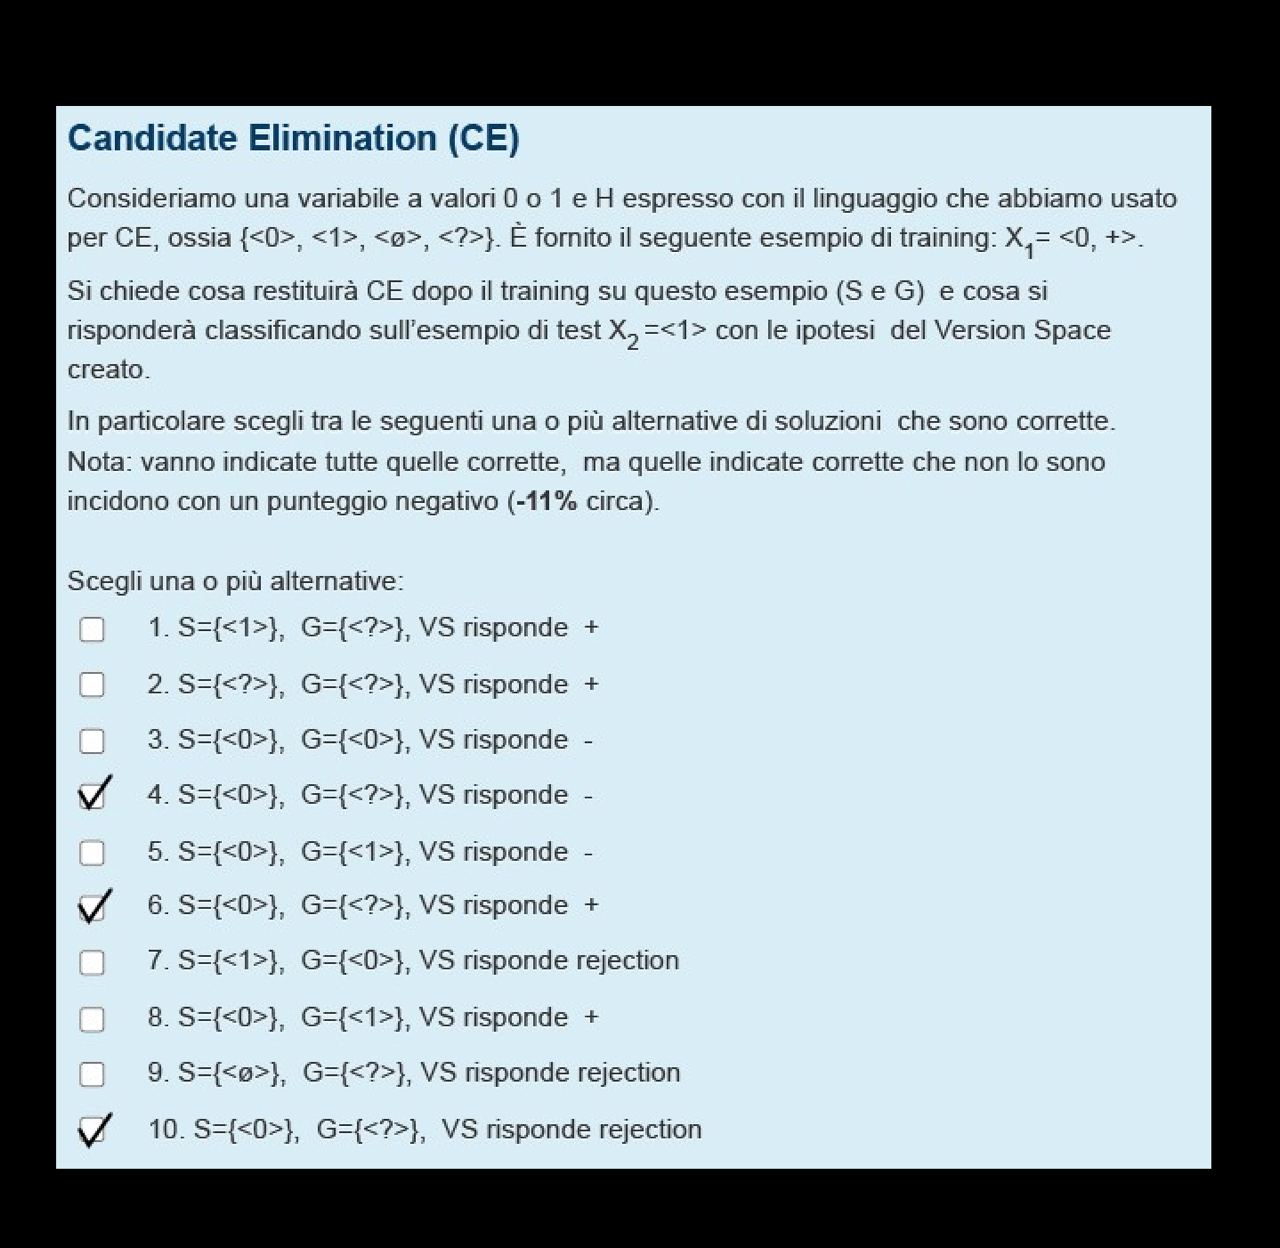 Candidate Elimination (CE)
Consideriamo una variabile a valori 0 o 1 e H espresso con il linguaggio che abbiamo usato
per CE, ossia {<0>, <1>, <ø>, <?>}. È fornito il seguente esempio di training: X₁= <0, +>.
Si chiede cosa restituirà CE dopo il training su questo esempio (S e G) e cosa si
risponderà classificando sull'esempio di test X₂=<1> con le ipotesi del Version Space
creato.
In particolare scegli tra le seguenti una o più alternative di soluzioni che sono corrette.
Nota: vanno indicate tutte quelle corrette, ma quelle indicate corrette che non lo sono
incidono con un punteggio negativo (-11% circa).
Scegli una o più alternative:
1. S={<1>}, G={<?>}, VS risponde +
2. S={<?>}, G={<?>}, VS risponde +
3. S={<0>}, G={<0>}, VS risponde -
4. S={<0>}, G={<?>}, VS risponde -
5. S={<0>}, G={<1>}, VS risponde -
6. S={<0>}, G={<?>}, VS risponde +
7. S={<1>}, G={<0>}, VS risponde rejection
8. S={<0>}, G={<1>}, VS risponde +
9. S={<ø>}, G={<?>}, VS risponde rejection
10. S={<0>}, G={<?>}, VS risponde rejection